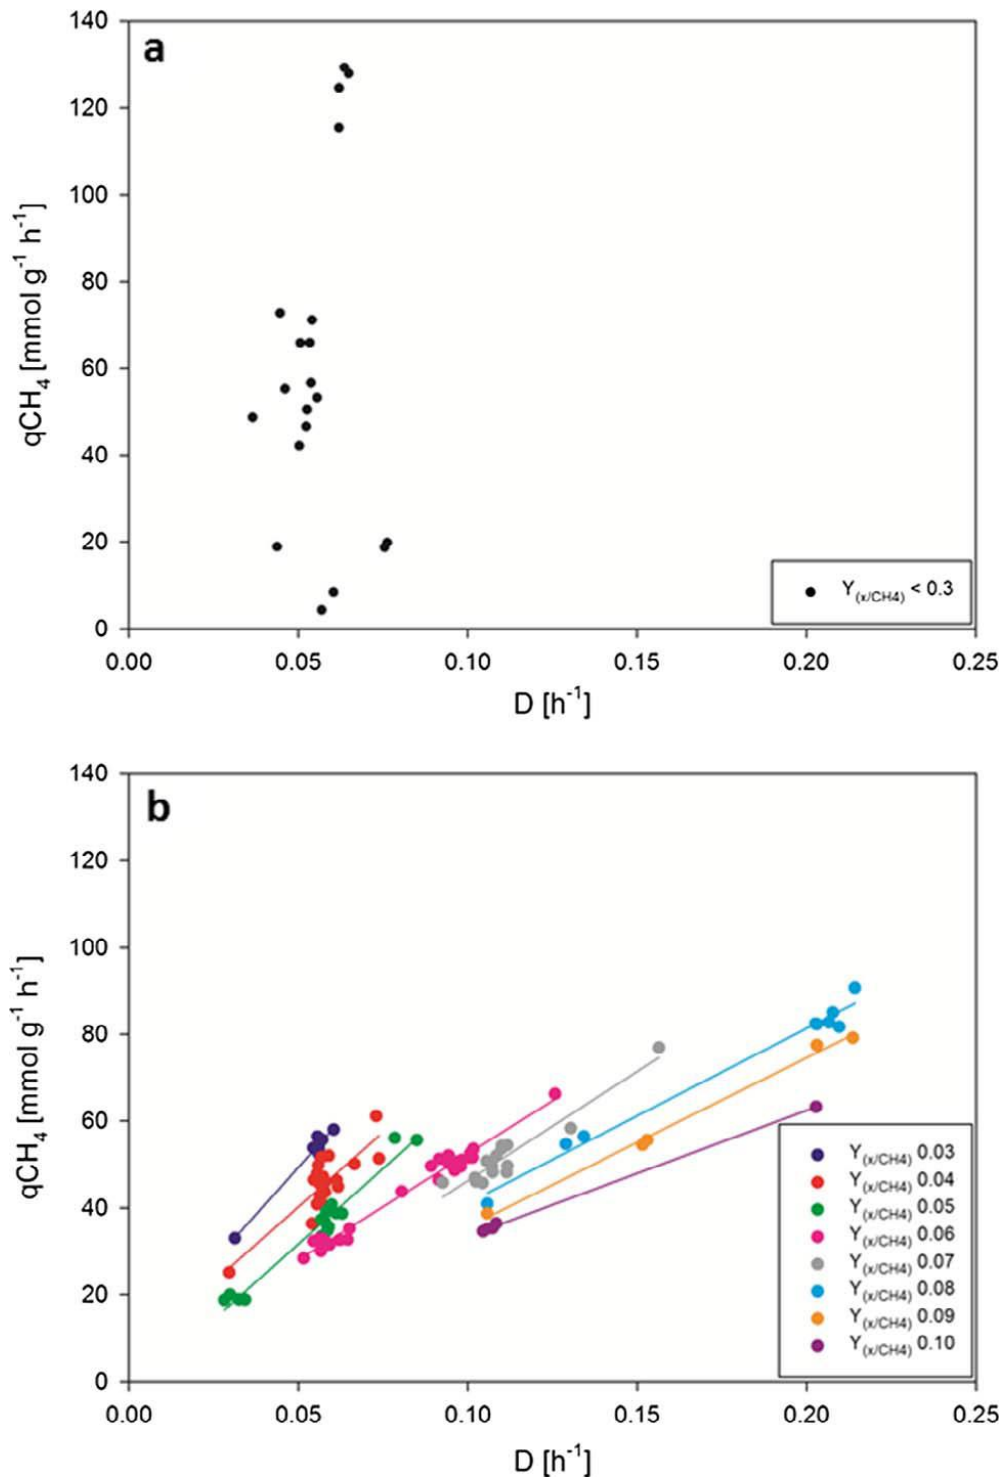 a
140
120
100
80
60
40
20
0
qCH4 [mmol g-1 h-1]
Y(x/CH4) < 0.3
0.00 0.05 0.10 0.15 0.20 0.25
D [h-1]
b
140
120
100
80
60
40
20
0
qCH4 [mmol g-1 h-1]
Y(x/CH4) 0.03
Y(x/CH4) 0.04
Y(x/CH4) 0.05
Y(x/CH4) 0.06
Y(x/CH4) 0.07
Y(x/CH4) 0.08
Y(x/CH4) 0.09
Y(x/CH4) 0.10
0.00 0.05 0.10 0.15 0.20 0.25
D [h-1]